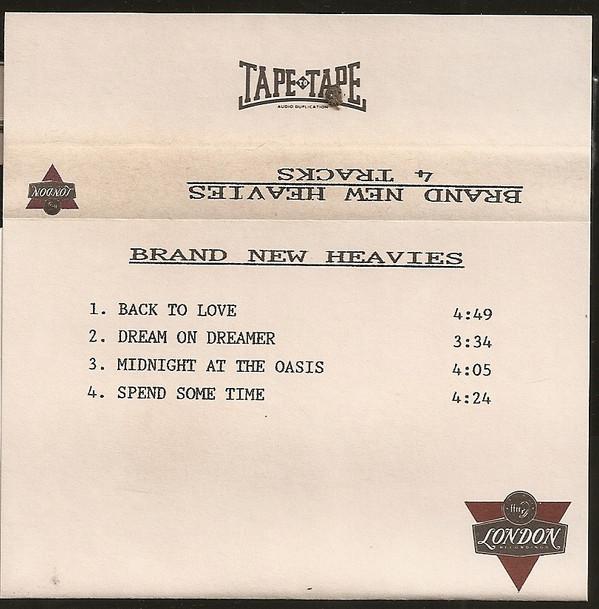 TAPE TO TAPE
AUDIO DUPLICATION
BRAND NEW HEAVIES
4 TRACKS
LONDON
BRAND NEW HEAVIES
1. BACK TO LOVE 4:49
2. DREAM ON DREAMER 3:34
3. MIDNIGHT AT THE OASIS 4:05
4. SPEND SOME TIME 4:24
ffrr
LONDON
RECORDINGS